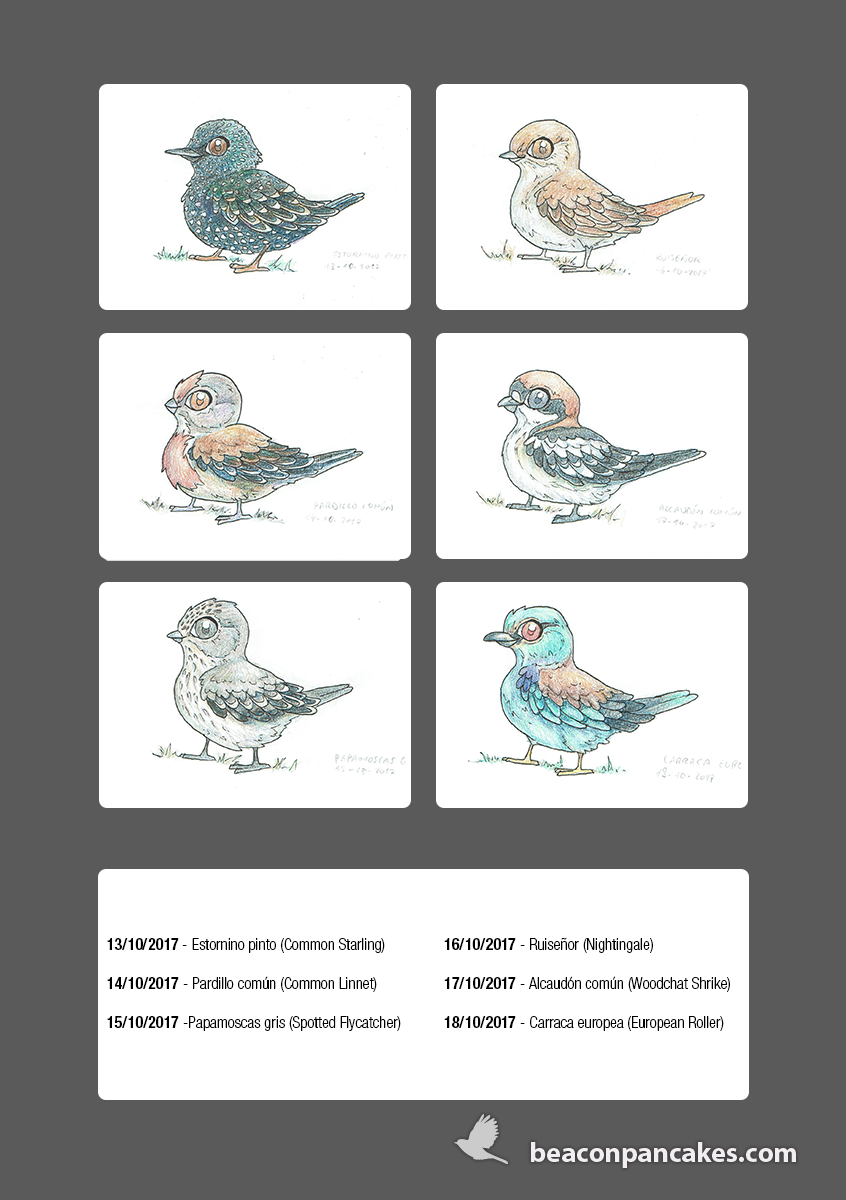 ESTORNINO PINTO
13-10-2017
RUISEÑOR
16-10-2017
PARDILLO COMÚN
14-10-2017
ALCAUDÓN COMÚN
17-10-2017
PAPAMOSCAS G
15-10-2017
CARRACA EURO
18-10-2017
13/10/2017 - Estornino pinto (Common Starling)
14/10/2017 - Pardillo común (Common Linnet)
15/10/2017 -Papamoscas gris (Spotted Flycatcher)
16/10/2017 - Ruiseñor (Nightingale)
17/10/2017 - Alcaudón común (Woodchat Shrike)
18/10/2017 - Carraca europea (European Roller)
beaconpancakes.com